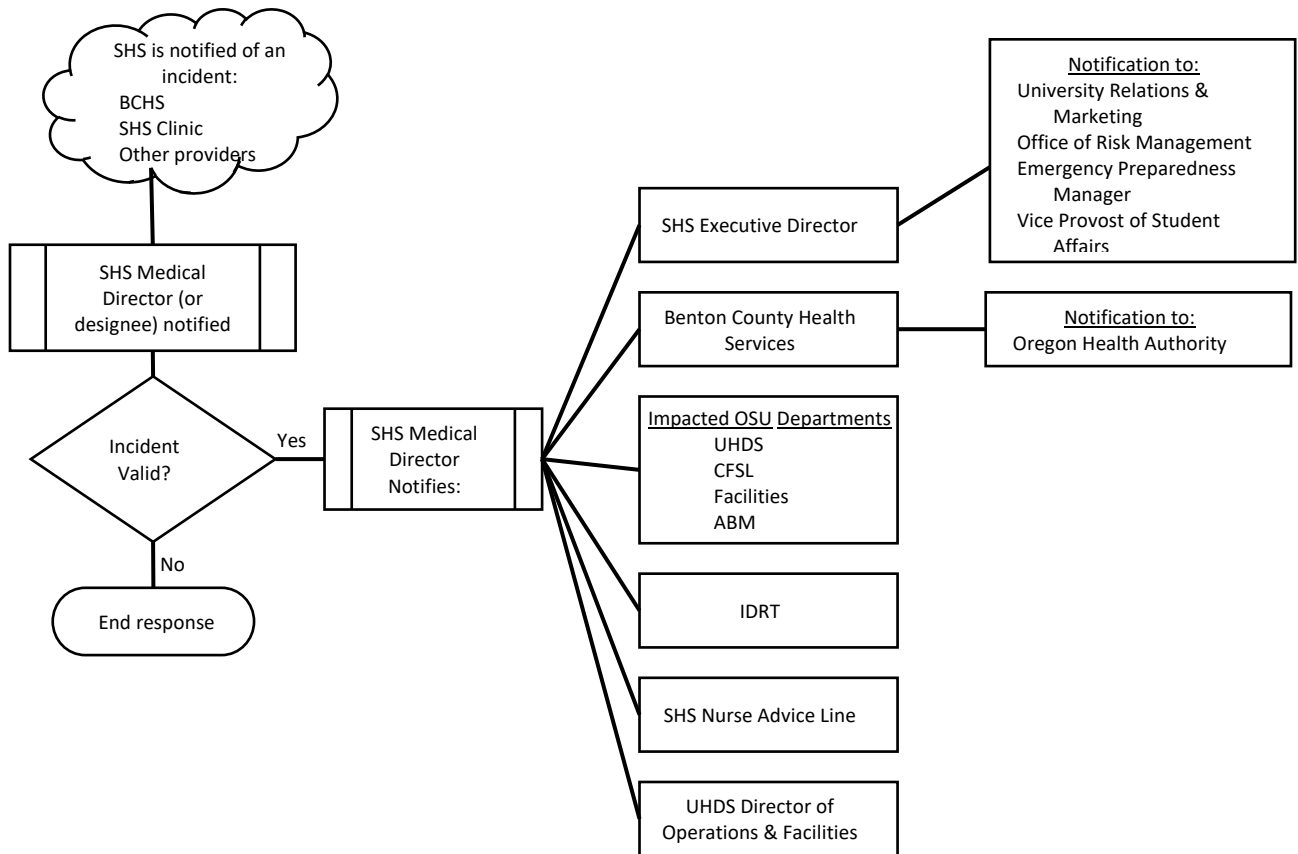 SHS is notified of an
incident:
BCHS
SHS Clinic
Other providers
SHS Medical
Director (or
designee) notified
Incident
Valid?
Yes
No
End response
SHS Medical
Director
Notifies:
SHS Executive Director
Notification to:
University Relations &
Marketing
Office of Risk Management
Emergency Preparedness
Manager
Vice Provost of Student
Affairs
Benton County Health
Services
Notification to:
Oregon Health Authority
Impacted OSU Departments
UHDS
CFSL
Facilities
ABM
IDRT
SHS Nurse Advice Line
UHDS Director of
Operations & Facilities